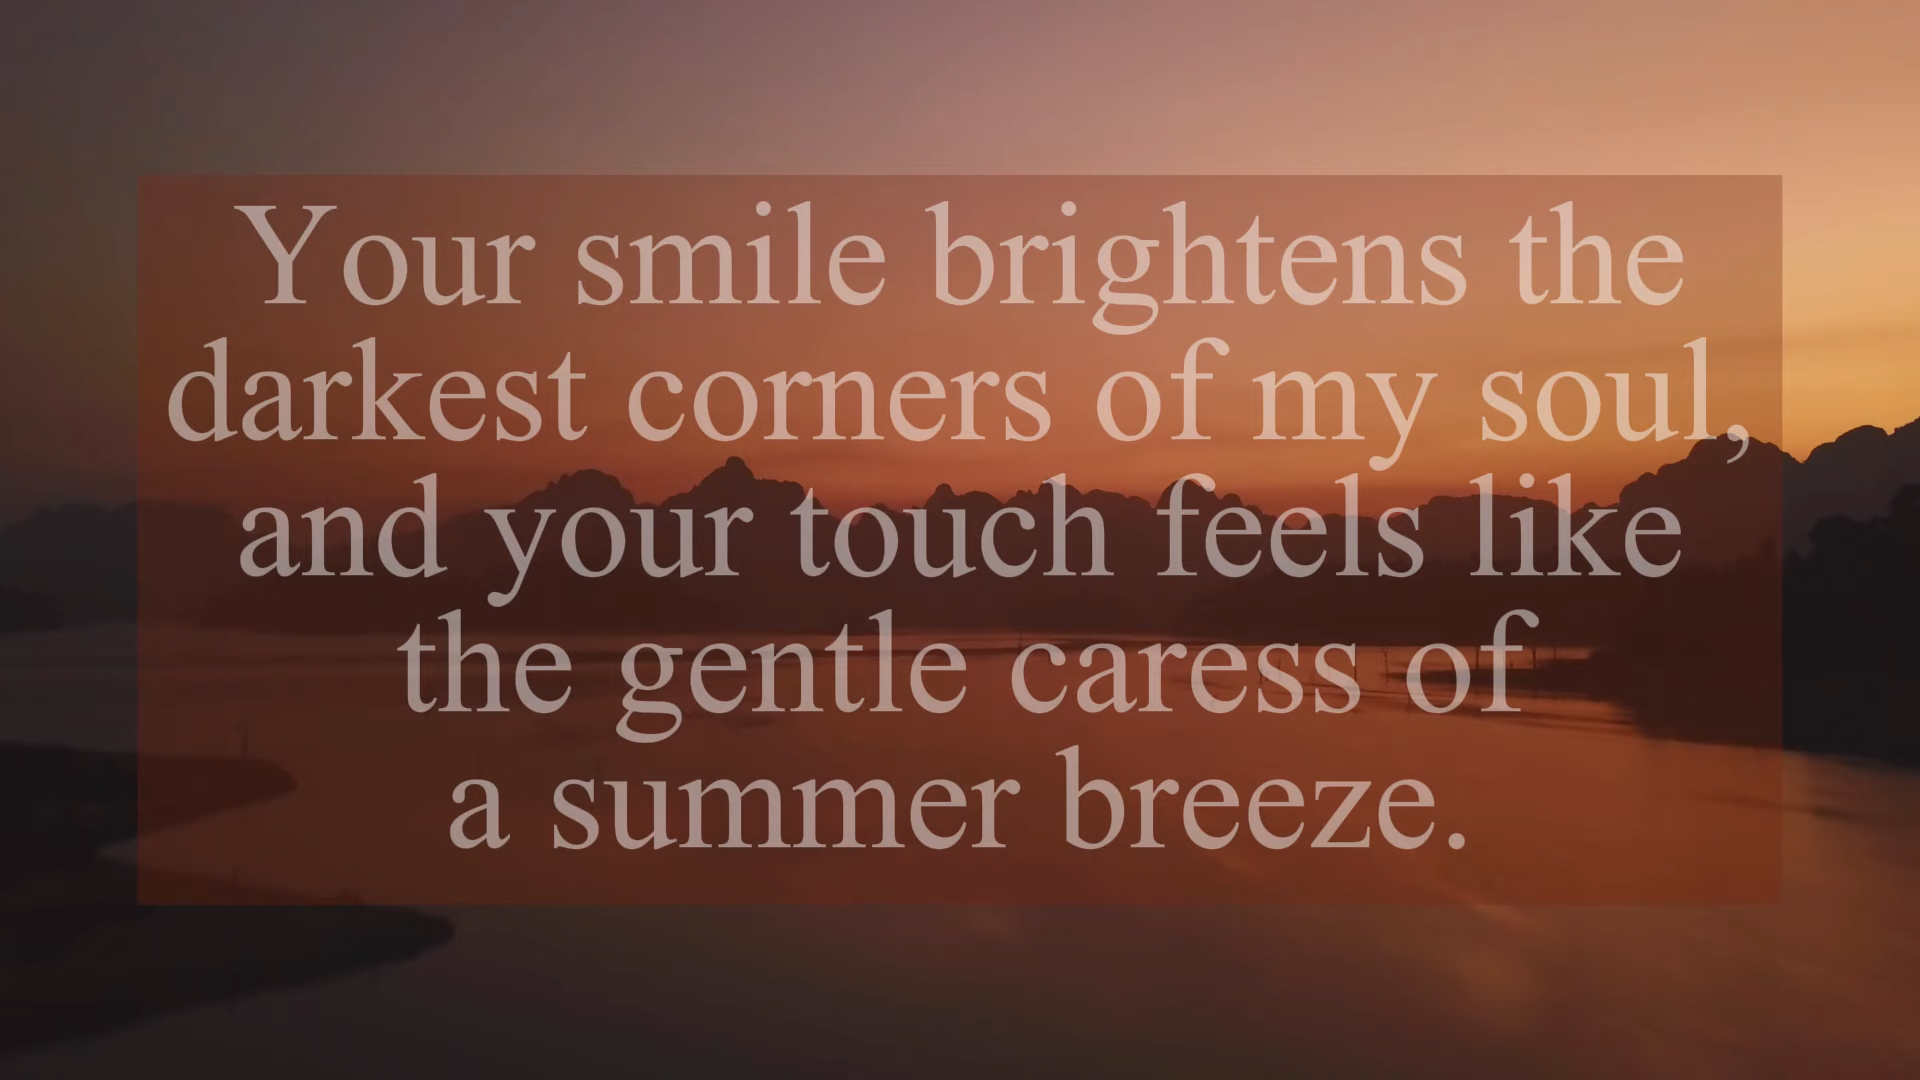 Your smile brightens the
darkest corners of my soul,
and your touch feels like
the gentle caress of
a summer breeze.